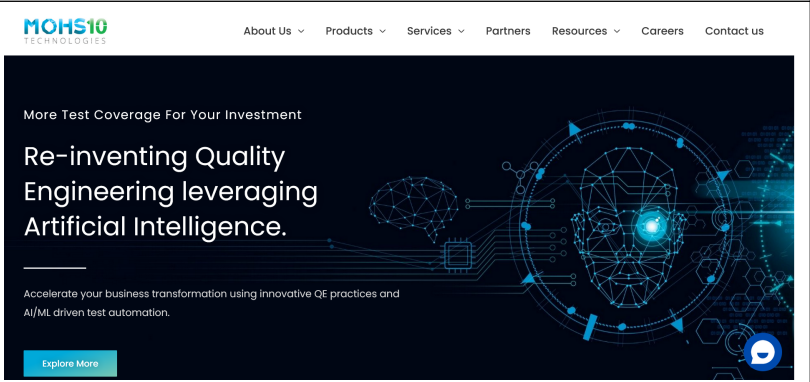 MOHS10
TECHNOLOGIES
About Us
Products
Services
Partners
Resources
Careers
Contact us
More Test Coverage For Your Investment
Re-inventing Quality
Engineering leveraging
Artificial Intelligence.
Accelerate your business transformation using innovative QE practices and
AI/ML driven test automation.
Explore More